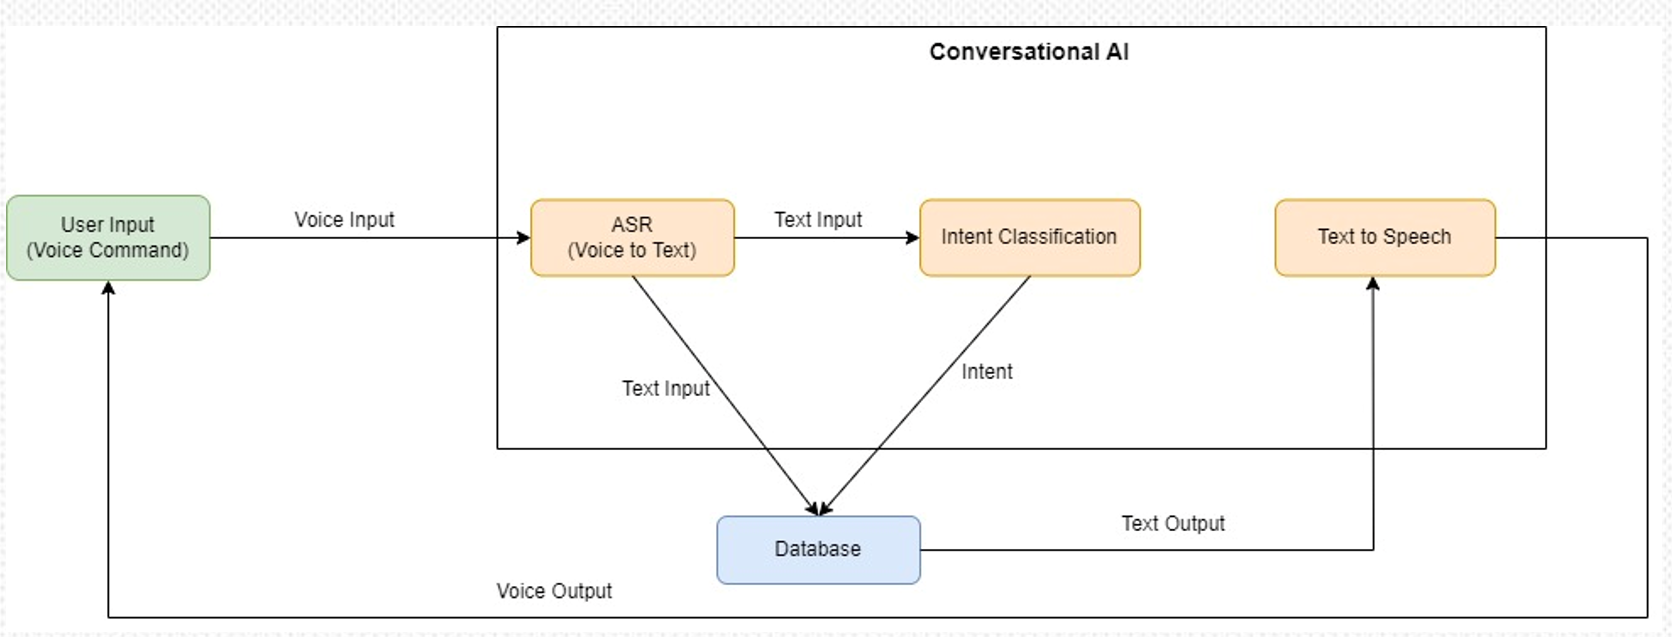 Conversational AI
User Input
(Voice Command)
Voice Input
ASR
(Voice to Text)
Text Input
Intent Classification
Text to Speech
Text Input
Intent
Text Output
Database
Voice Output